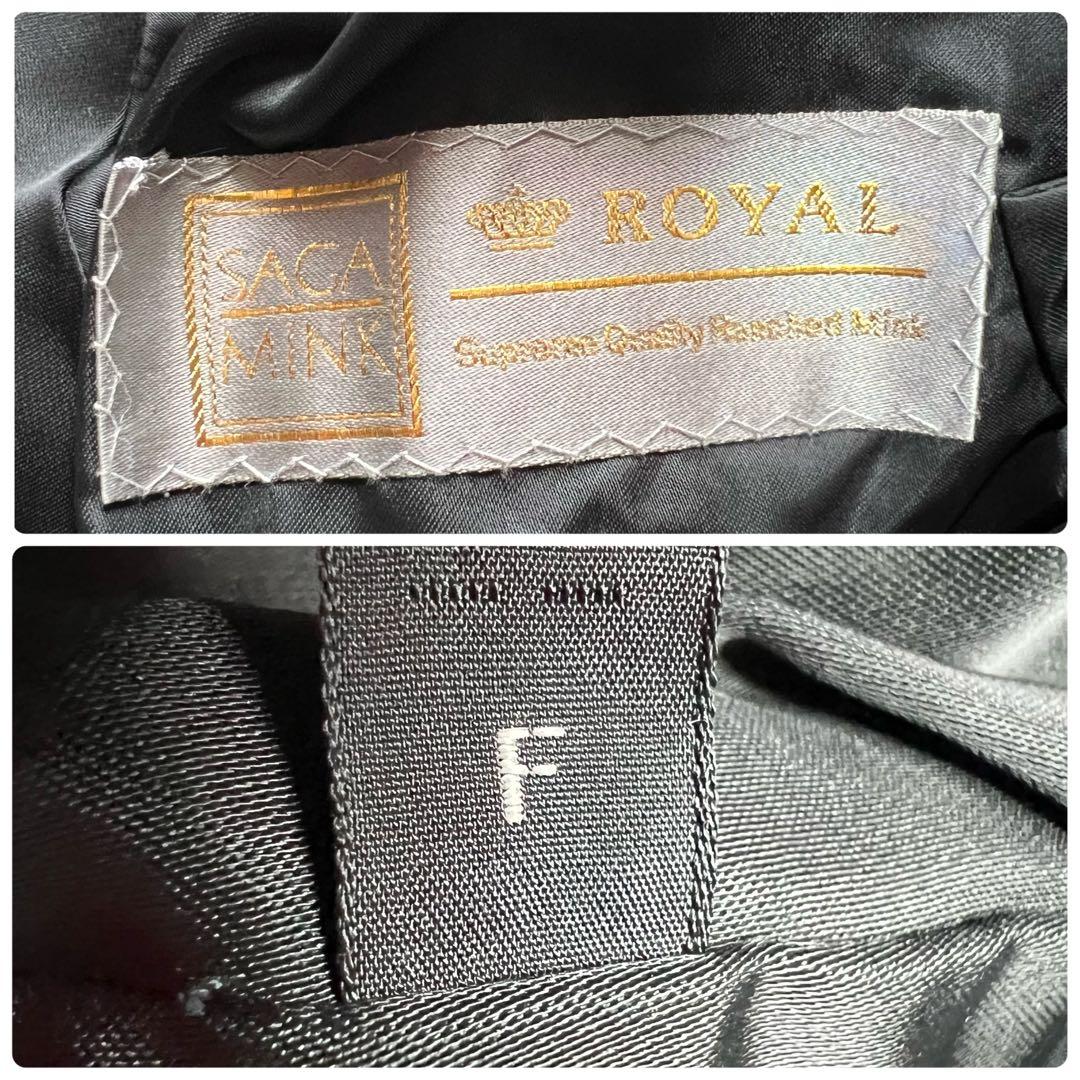 SAGA
MINK
ROYAL
Supreme Quality Ranched Mink
F